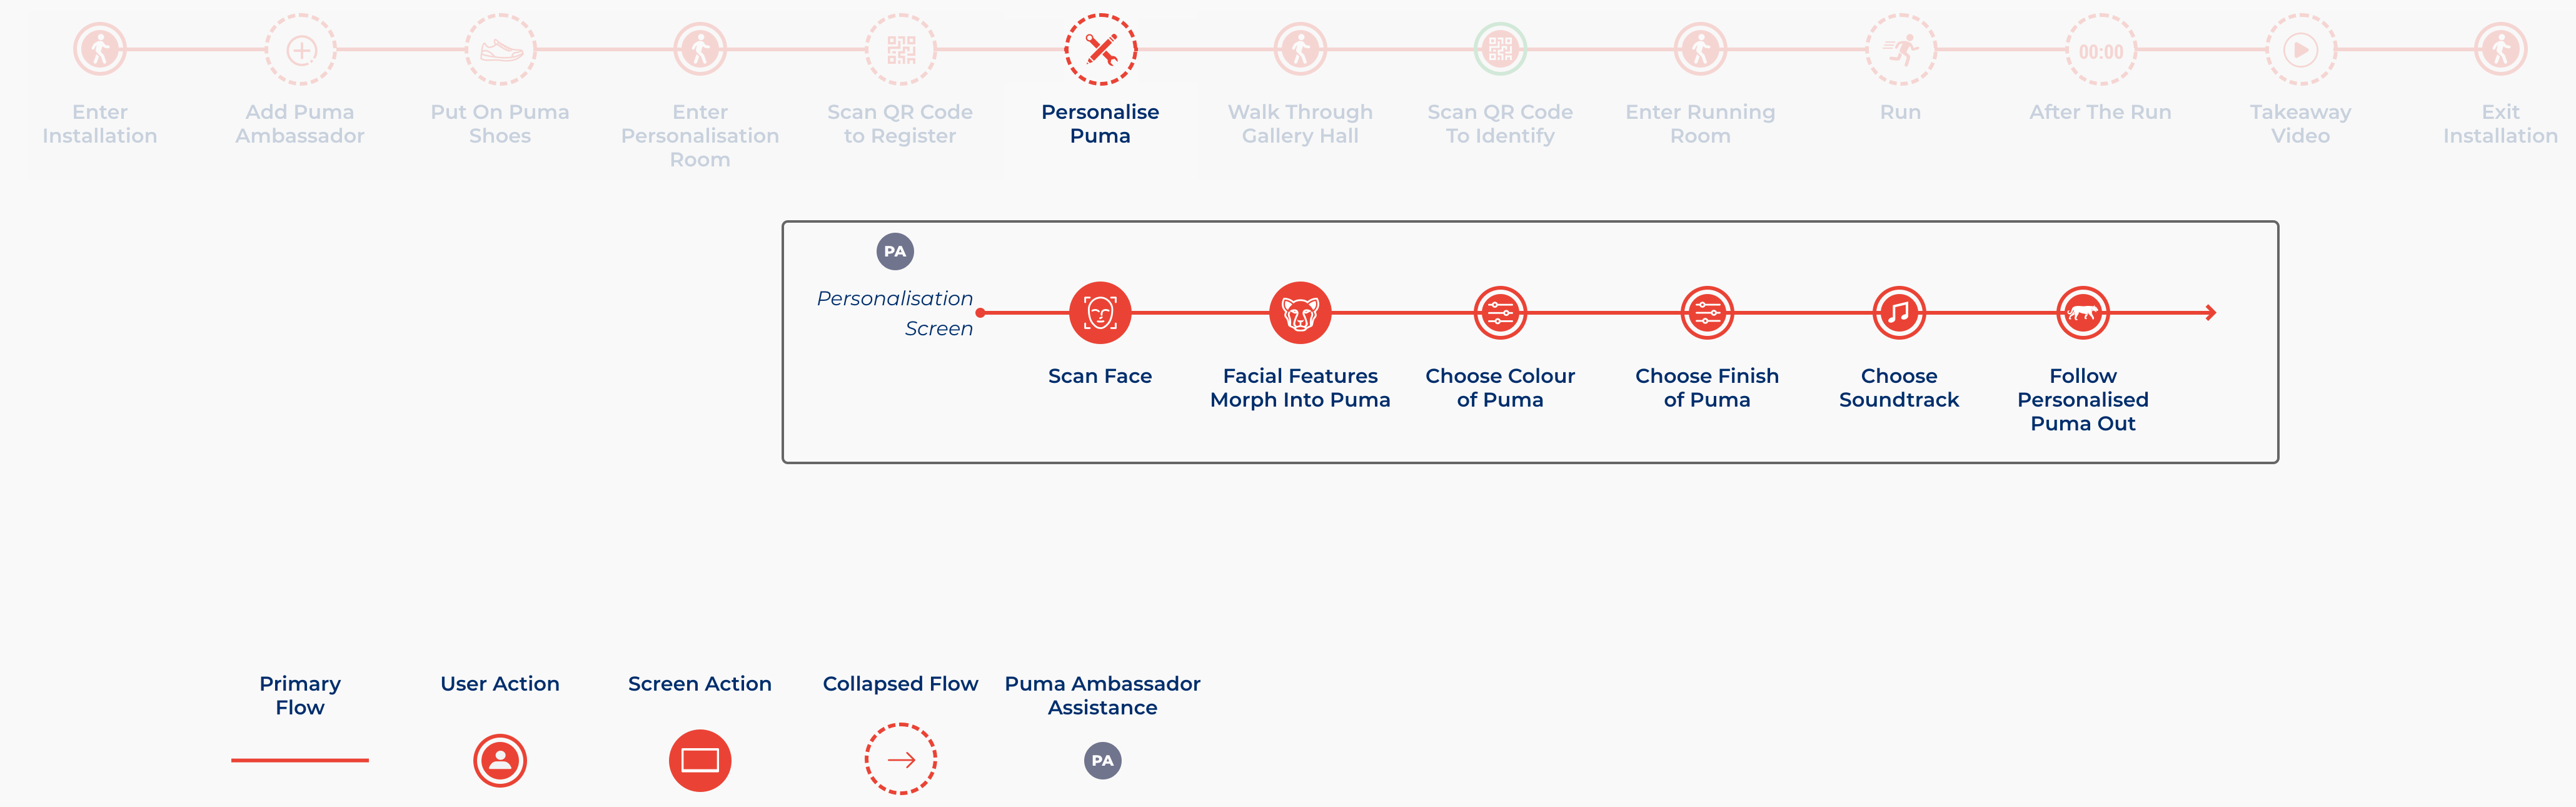 00:00
Enter
Installation
Add Puma
Ambassador
Put On Puma
Shoes
Enter
Personalisation
Room
Scan QR Code
to Register
Personalise
Puma
Walk Through
Gallery Hall
Scan QR Code
To Identify
Enter Running
Room
Run
After The Run
Takeaway
Video
Exit
Installation
PA
Personalisation
Screen
Scan Face
Facial Features
Morph Into Puma
Choose Colour
of Puma
Choose Finish
of Puma
Choose
Soundtrack
Follow
Personalised
Puma Out
Primary
Flow
User Action
Screen Action
Collapsed Flow
Puma Ambassador
Assistance
PA